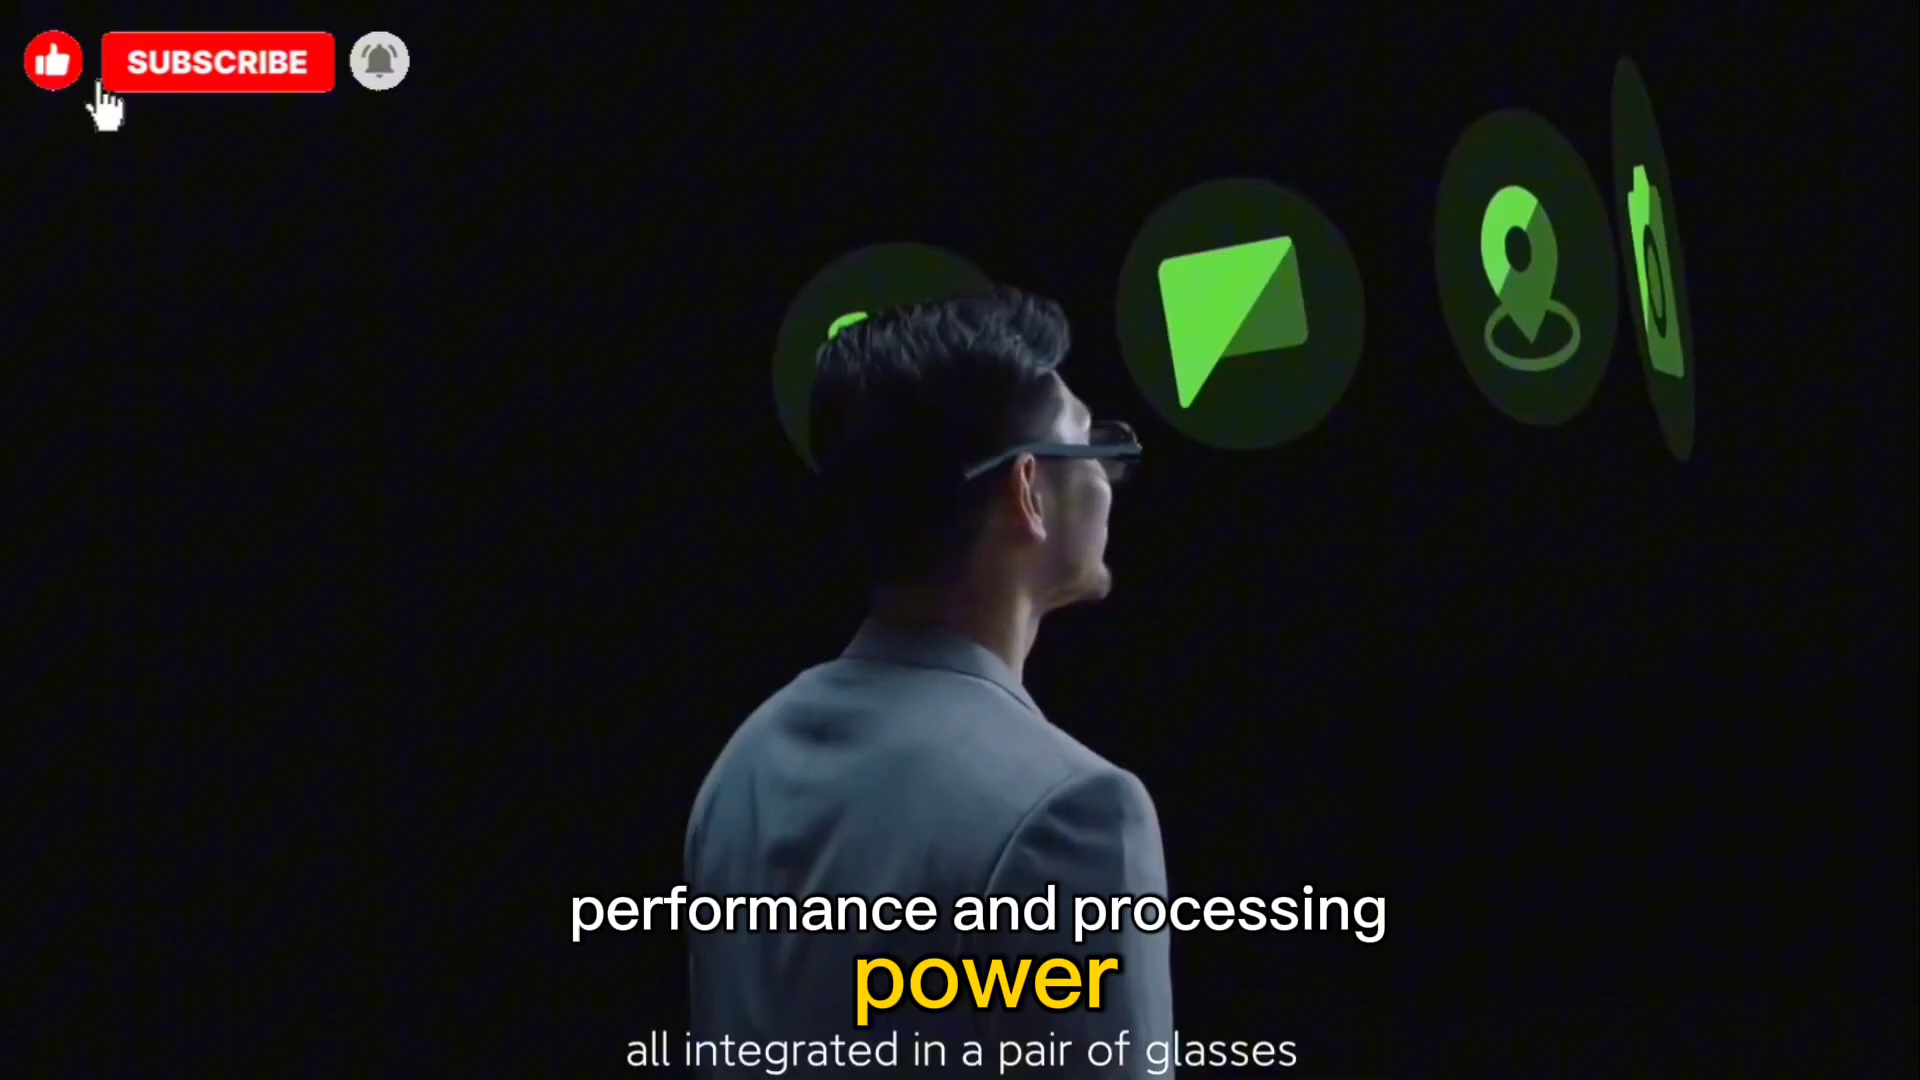 SUBSCRIBE
performance and processing
power
all integrated in a pair of glasses